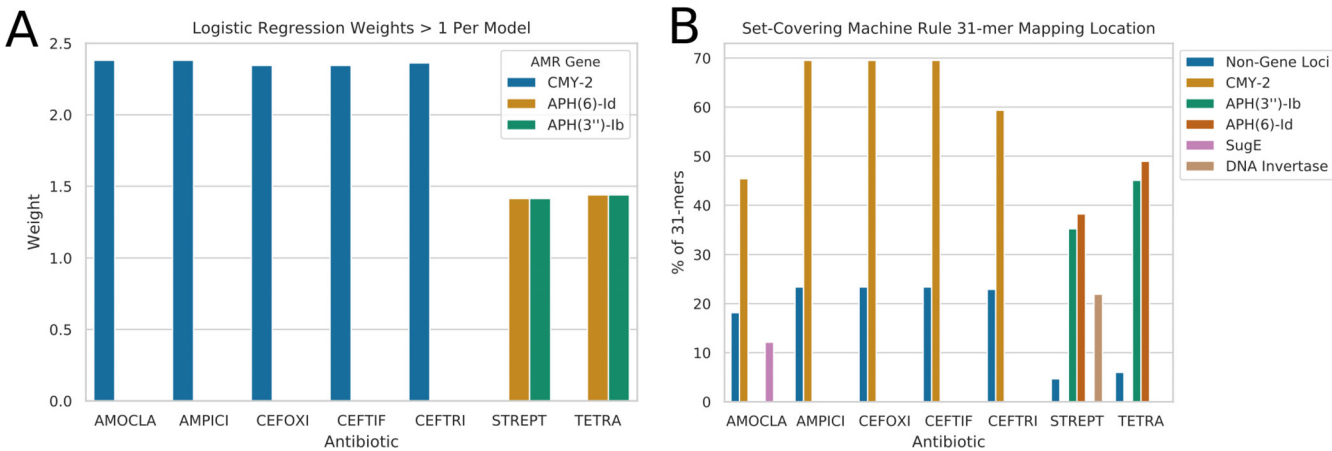 A
Logistic Regression Weights > 1 Per Model
2.5
2.0
1.5
1.0
0.5
0.0
Weight
AMR Gene
CMY-2
APH(6)-Id
APH(3'')-Ib
AMOCLA AMPICI CEFOXI CEFTIF CEFTRI STREPT TETRA
Antibiotic
B
Set-Covering Machine Rule 31-mer Mapping Location
70
60
50
40
30
20
10
0
% of 31-mers
AMOCLA AMPICI CEFOXI CEFTIF CEFTRI STREPT TETRA
Antibiotic
Non-Gene Loci
CMY-2
APH(3'')-Ib
APH(6)-Id
SugE
DNA Invertase